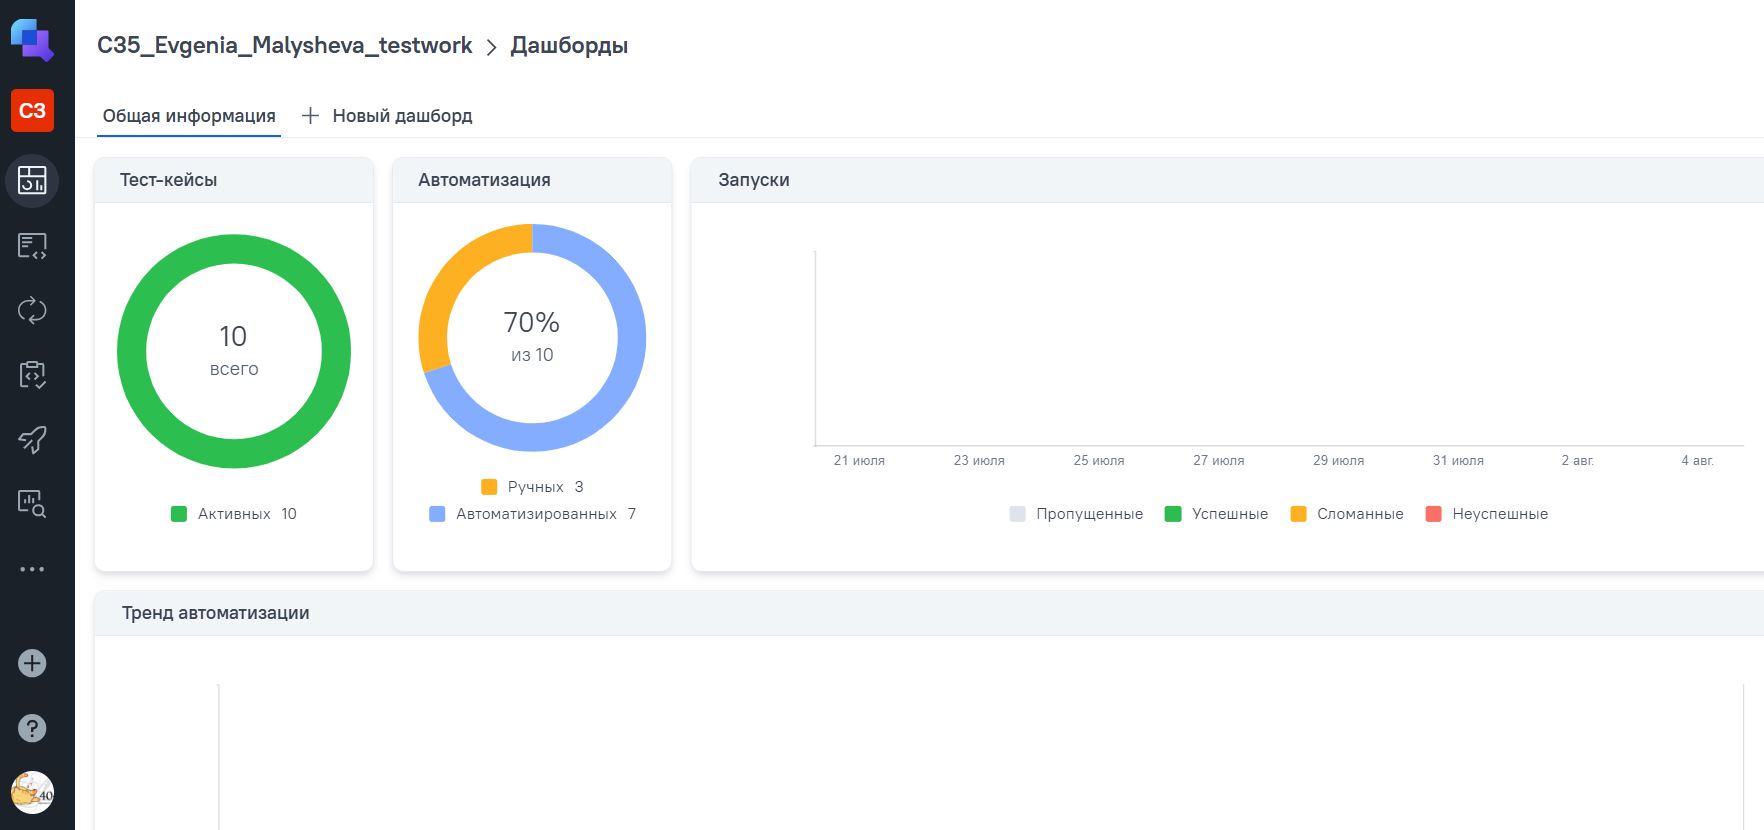 C35_Evgenia_Malysheva_testwork > Дашборды
C3
Общая информация
Новый дашборд
Тест-кейсы
10
всего
Активных 10
Автоматизация
70%
из 10
Ручных 3
Автоматизированных 7
Запуски
21 июля 23 июля 25 июля 27 июля 29 июля 31июля 2 авг. 4 авг.
Пропущенные Успешные Сломанные Неуспешные
Тренд автоматизации
40